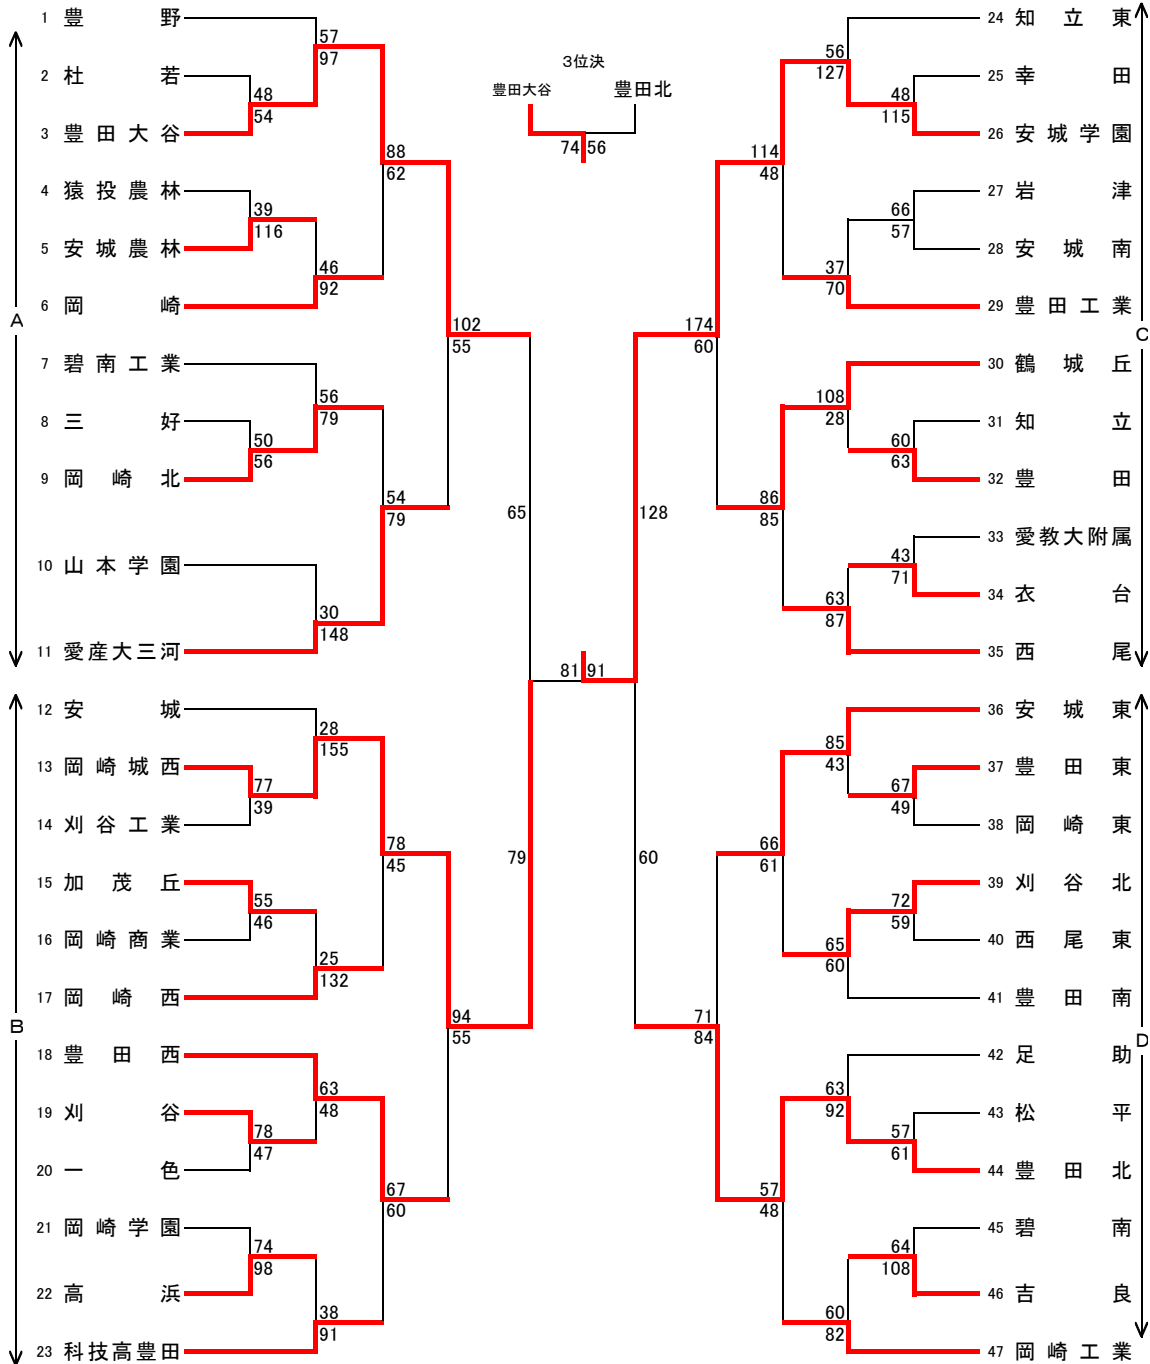 1 豊野
57
97
2 杜若
48
54
3 豊田大谷
88
62
4 猿投農林
39
116
5 安城農林
46
92
6 岡崎
A
102
55
7 碧南工業
56
79
8 三好
50
56
9 岡崎北
54
79
10 山本学園
30
148
11 愛産大三河
65
12 安城
28
155
13 岡崎城西
77
39
14 刈谷工業
78
45
15 加茂丘
55
46
16 岡崎商業
25
132
17 岡崎西
B
94
55
18 豊田西
63
48
19 刈谷
78
47
20 一色
67
60
21 岡崎学園
74
98
22 高浜
38
91
23 科技高豊田
79
3位決
豊田大谷 豊田北
74 56
81 91
128
60
24 知立東
56
127
25 幸田
48
115
26 安城学園
114
48
27 岩津
66
57
28 安城南
37
70
29 豊田工業
C
174
60
30 鶴城丘
108
28
31 知立
60
63
32 豊田
86
85
33 愛教大附属
43
71
34 衣台
63
87
35 西尾
36 安城東
85
43
37 豊田東
67
49
38 岡崎東
66
61
39 刈谷北
72
59
40 西尾東
65
60
41 豊田南
D
71
84
42 足助
63
92
43 松平
57
61
44 豊田北
57
48
45 碧南
64
108
46 吉良
60
82
47 岡崎工業